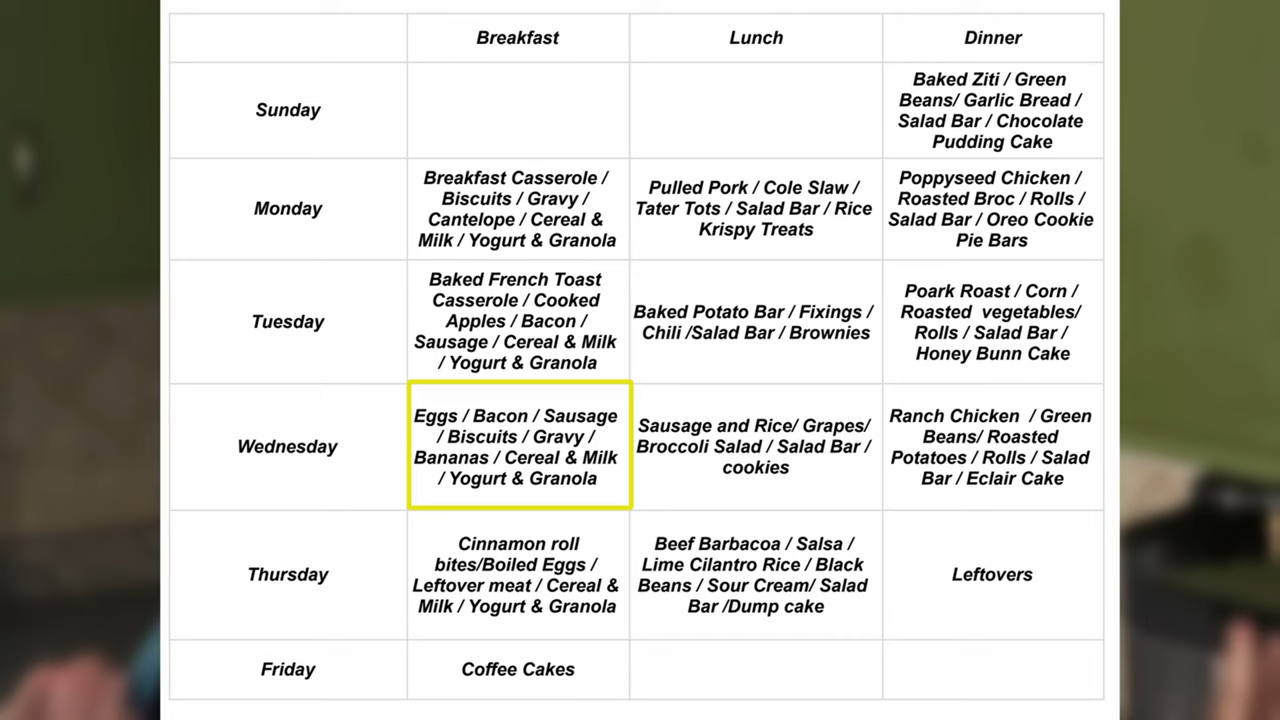 Breakfast
Lunch
Dinner
Sunday
Baked Ziti / Green
Beans/ Garlic Bread /
Salad Bar / Chocolate
Pudding Cake
Monday
Breakfast Casserole /
Biscuits / Gravy /
Cantelope / Cereal &
Milk / Yogurt & Granola
Pulled Pork / Cole Slaw /
Tater Tots / Salad Bar / Rice
Krispy Treats
Poppyseed Chicken /
Roasted Broc / Rolls /
Salad Bar / Oreo Cookie
Pie Bars
Tuesday
Baked French Toast
Casserole / Cooked
Apples / Bacon /
Sausage / Cereal & Milk
/ Yogurt & Granola
Baked Potato Bar / Fixings /
Chili /Salad Bar / Brownies
Poark Roast / Corn /
Roasted  vegetables/
Rolls / Salad Bar /
Honey Bunn Cake
Wednesday
Eggs / Bacon / Sausage
/ Biscuits / Gravy /
Bananas / Cereal & Milk
/ Yogurt & Granola
Sausage and Rice/ Grapes/
Broccoli Salad / Salad Bar /
cookies
Ranch Chicken  / Green
Beans/ Roasted
Potatoes / Rolls / Salad
Bar / Eclair Cake
Thursday
Cinnamon roll
bites/Boiled Eggs /
Leftover meat / Cereal &
Milk / Yogurt & Granola
Beef Barbacoa / Salsa /
Lime Cilantro Rice / Black
Beans / Sour Cream/ Salad
Bar /Dump cake
Leftovers
Friday
Coffee Cakes